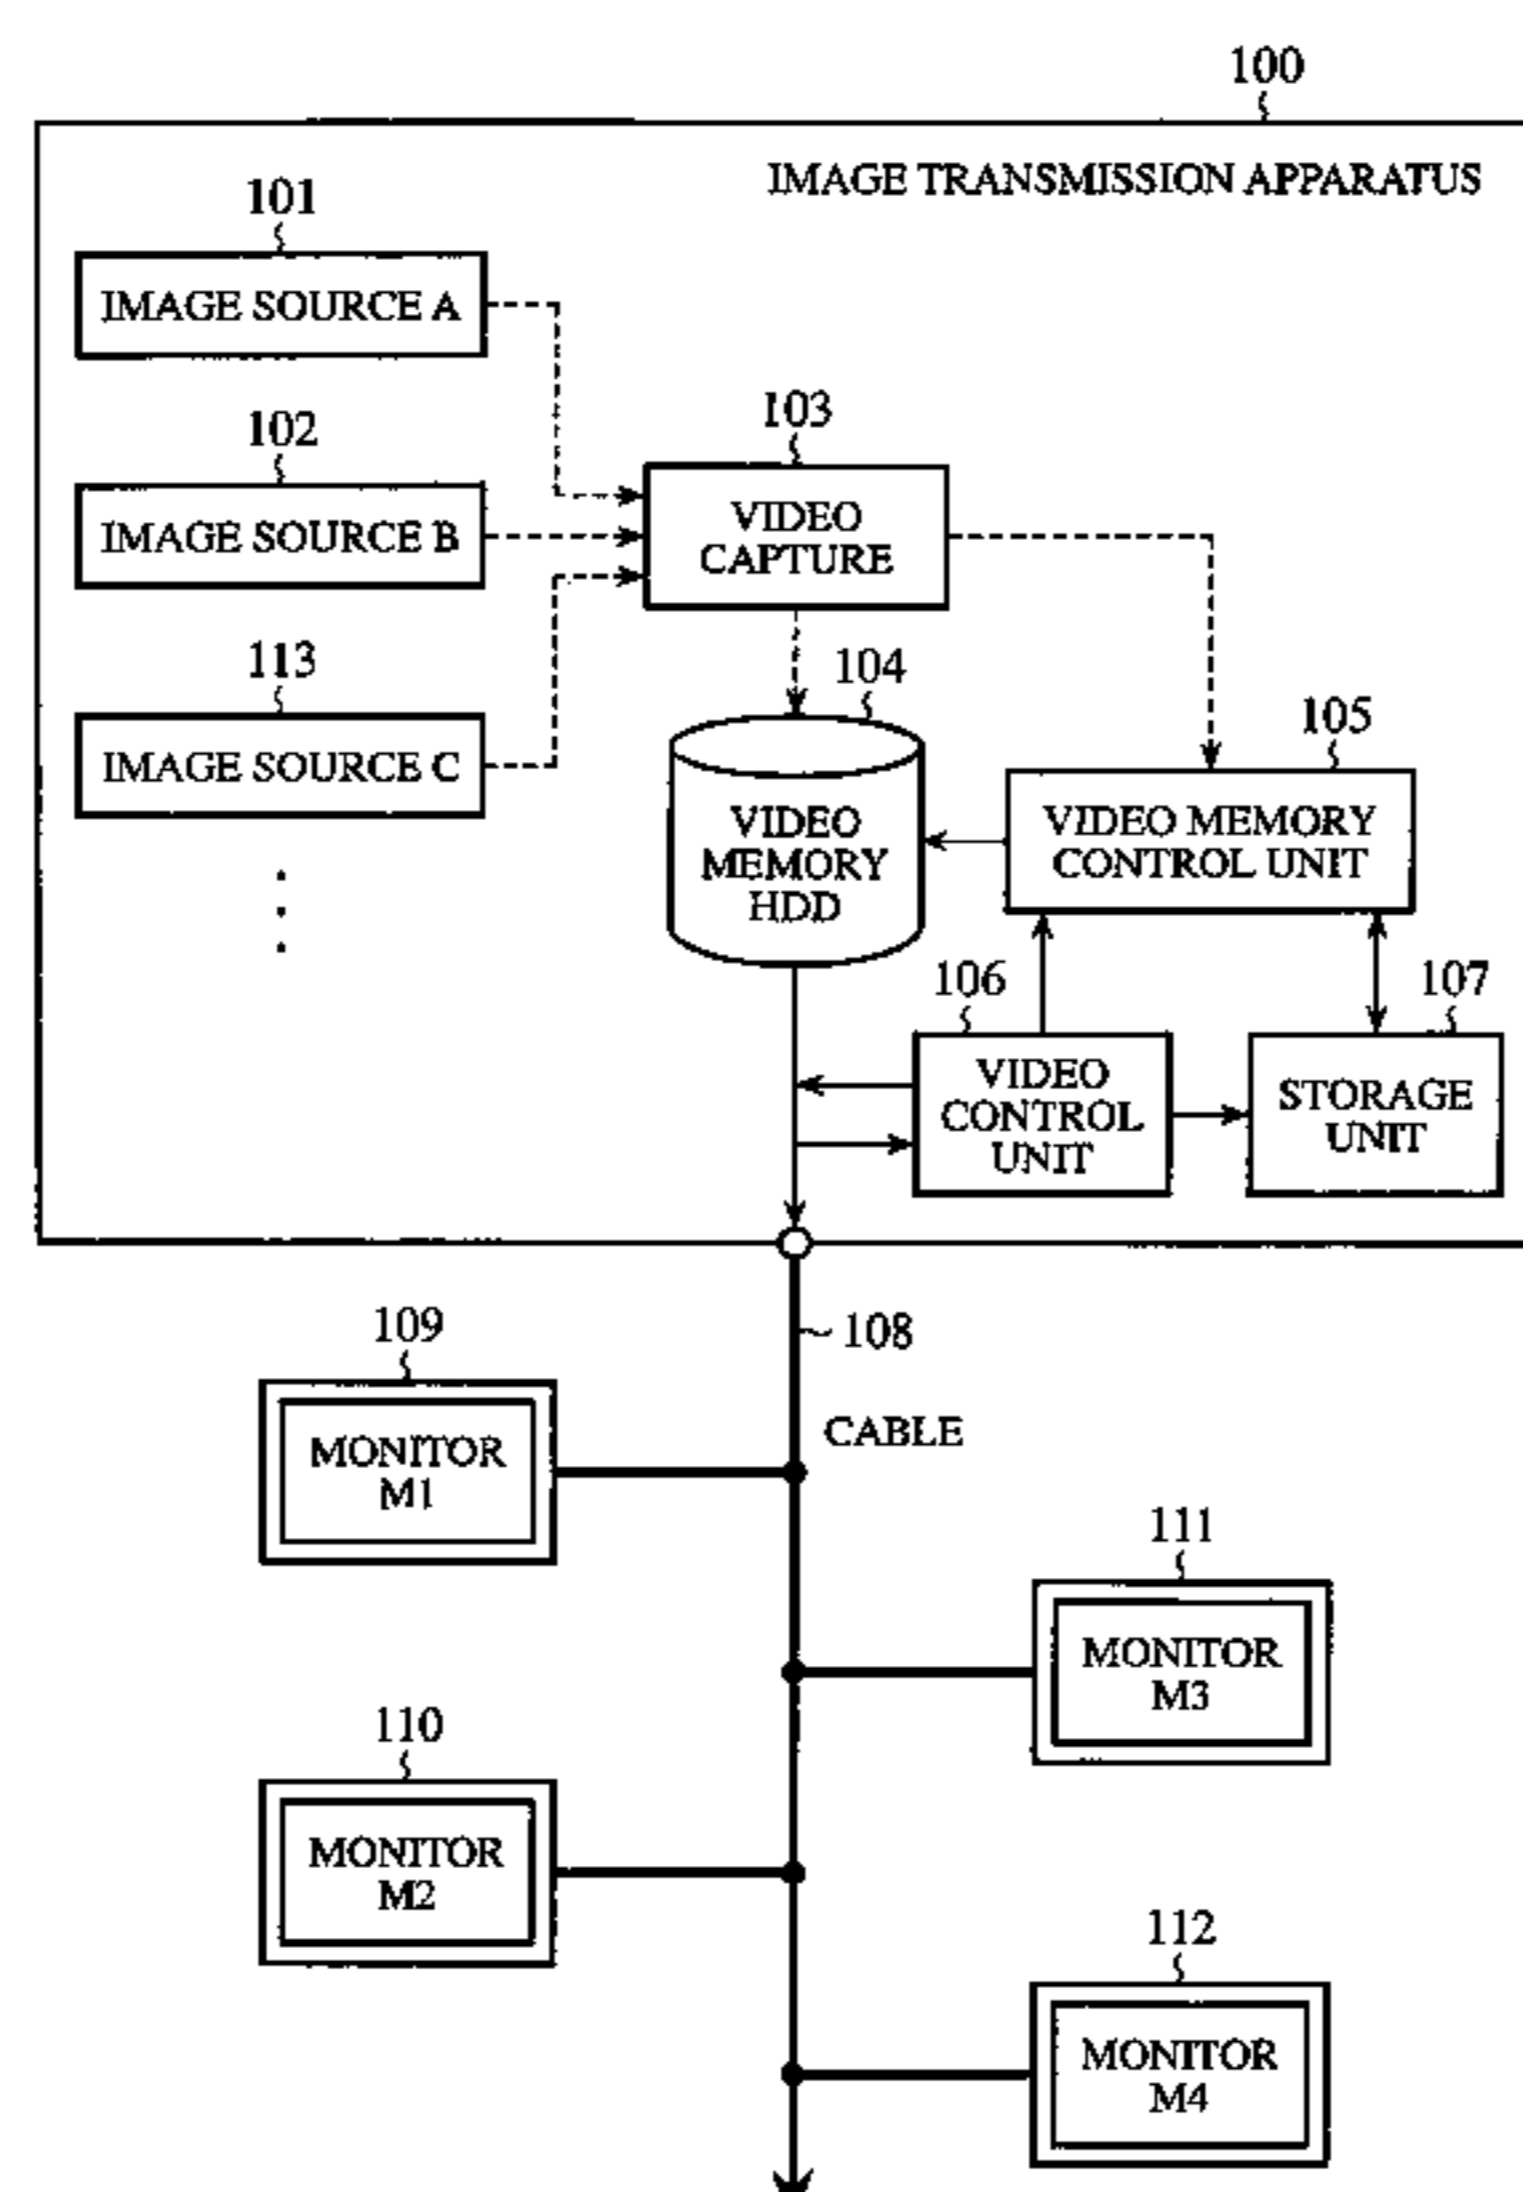 100
IMAGE TRANSMISSION APPARATUS
101
IMAGE SOURCE A
102
IMAGE SOURCE B
103
VIDEO
CAPTURE
113
IMAGE SOURCE C
104
VIDEO
MEMORY
HDD
105
VIDEO MEMORY
CONTROL UNIT
106
VIDEO
CONTROL
UNIT
107
STORAGE
UNIT
108
CABLE
109
MONITOR
M1
111
MONITOR
M3
110
MONITOR
M2
112
MONITOR
M4